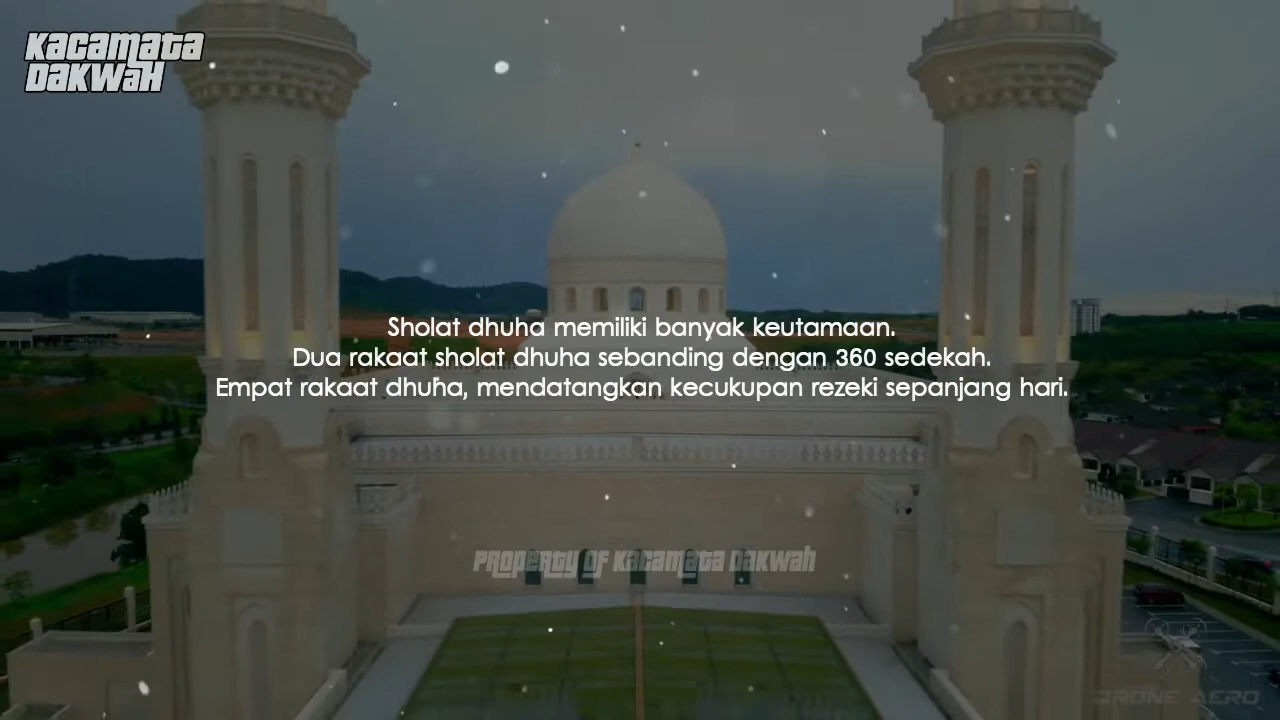 Kacamata
Dakwah
Sholat dhuha memiliki banyak keutamaan.
Dua rakaat sholat dhuha sebanding dengan 360 sedekah.
Empat rakaat dhuha, mendatangkan kecukupan rezeki sepanjang hari.
Property of Kacamata Dakwah
DRONE AERO